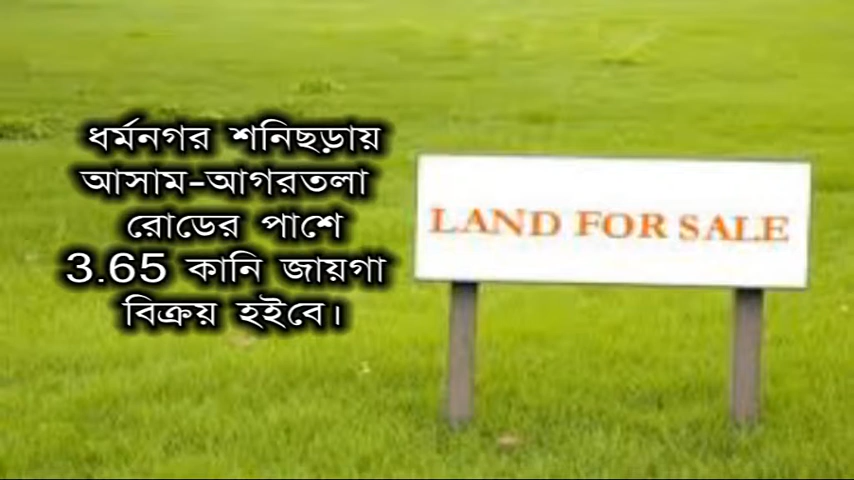 ধর্মনগর শনিছড়ায়
আসাম-আগরতলা
রোডের পাশে
3.65 কানি জায়গা
বিক্রয় হইবে।
LAND FOR SALE